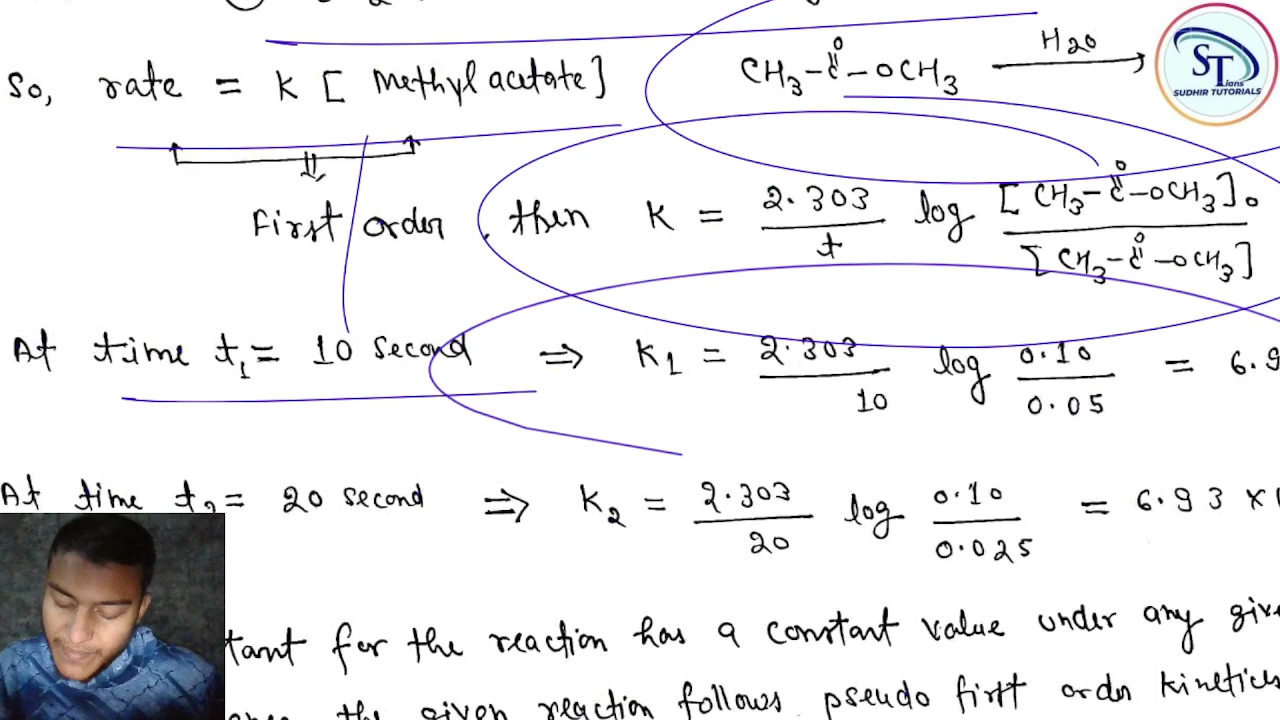 So, rate = K [ Methyl acetate]
CH3-C-OCH3 H2O
O
ST ians
SUDHIR TUTORIALS
First order, then K = 2.303 / t log [CH3-C-OCH3]0 / [CH3-C-OCH3]
O
O
At time t1 = 10 Second ⇒ K1 = 2.303 / 10 log 0.10 / 0.05 = 6.9
At time t2 = 20 second ⇒ K2 = 2.303 / 20 log 0.10 / 0.025 = 6.93 x
tant for the reaction has a constant value under any give
the given reaction follows pseudo first order kinetics